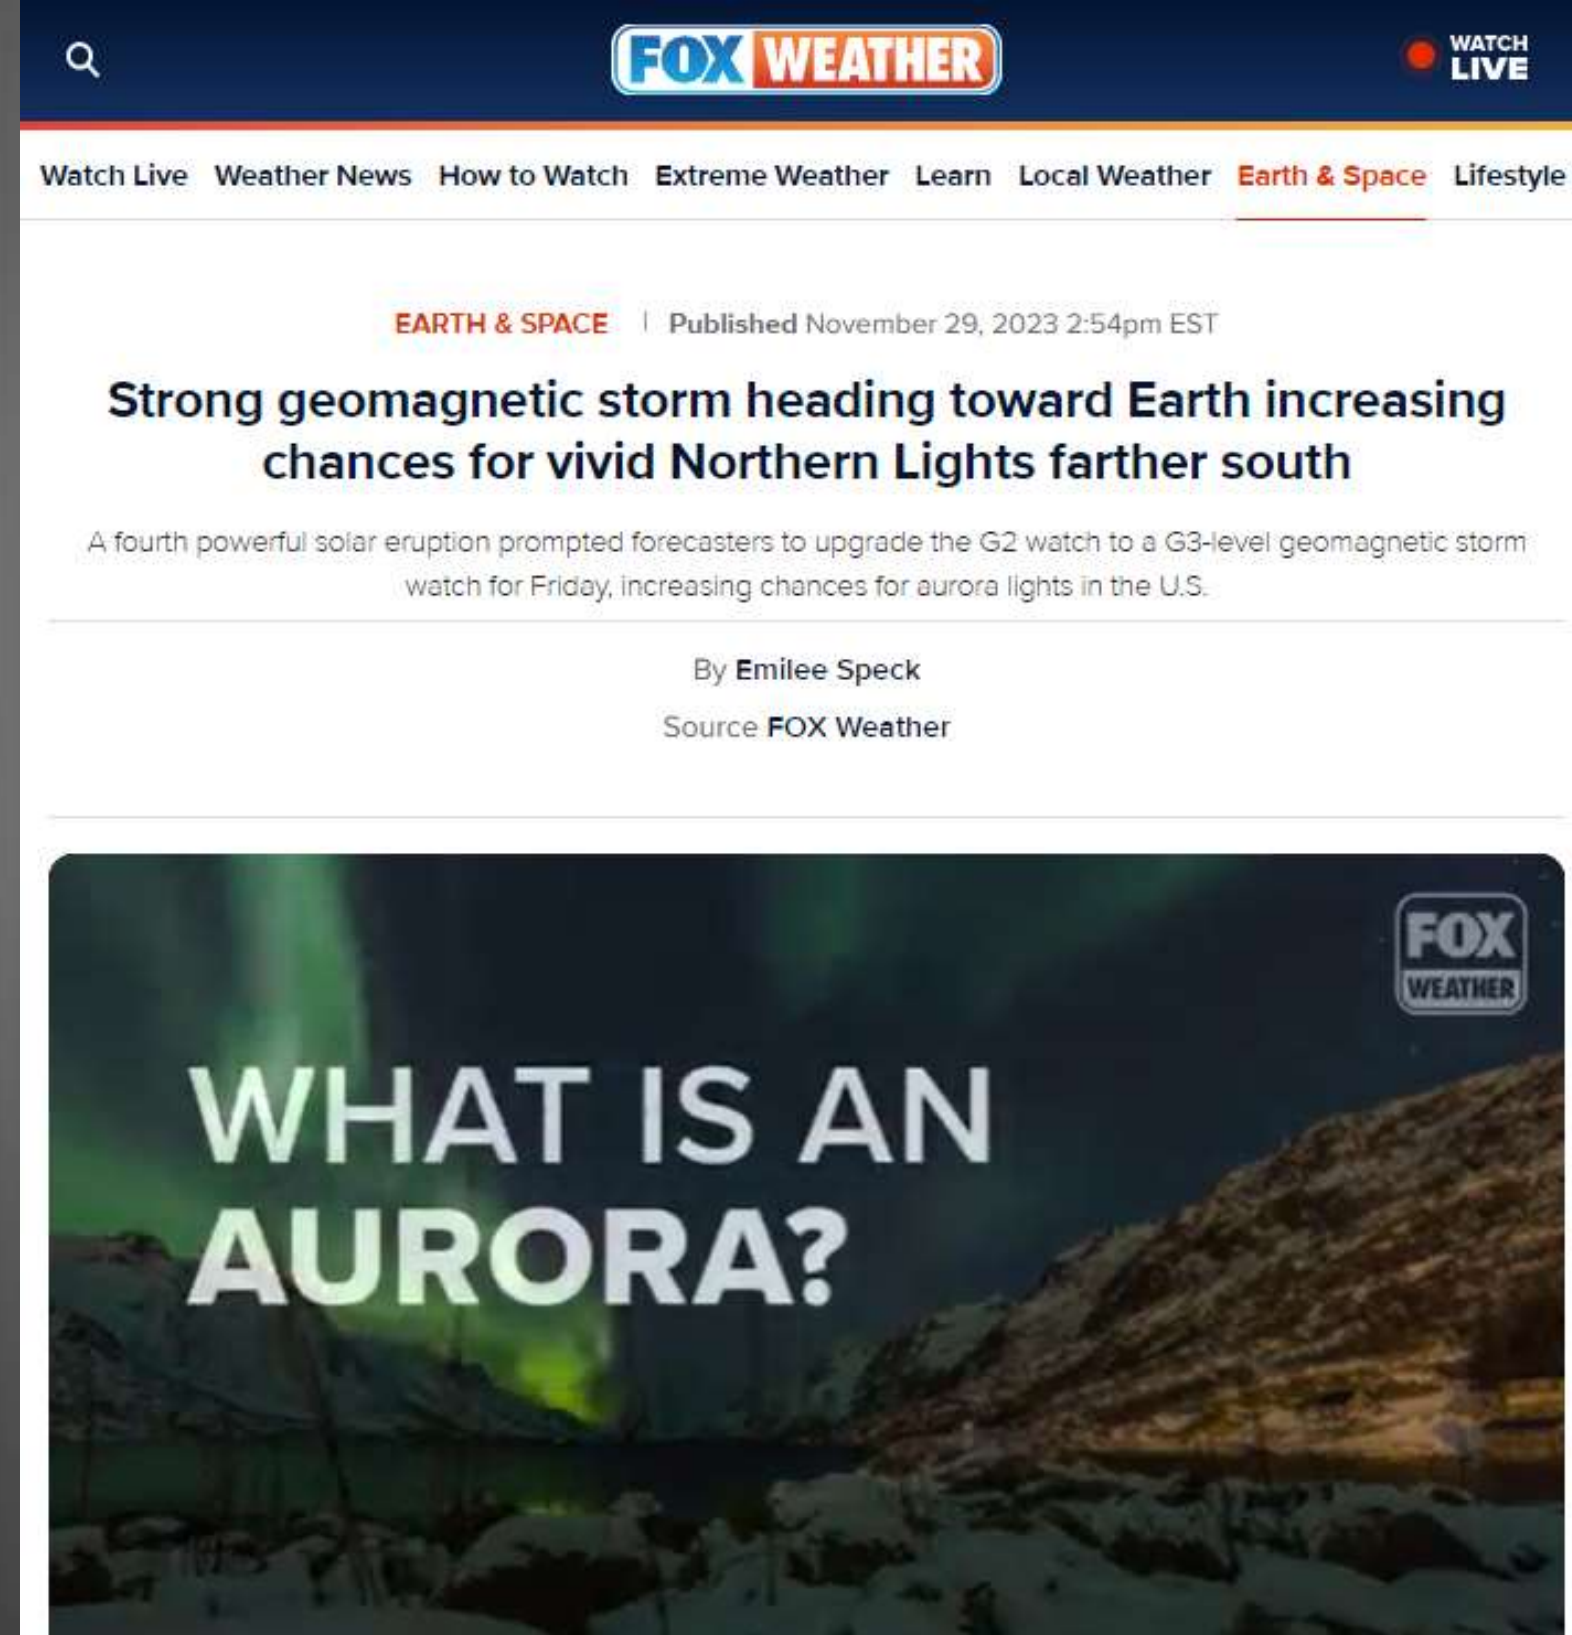 FOX WEATHER
WATCH
LIVE
Watch Live Weather News How to Watch Extreme Weather Learn Local Weather Earth & Space Lifestyle
EARTH & SPACE | Published November 29, 2023 2:54pm EST
Strong geomagnetic storm heading toward Earth increasing
chances for vivid Northern Lights farther south
A fourth powerful solar eruption prompted forecasters to upgrade the G2 watch to a G3-level geomagnetic storm
watch for Friday, increasing chances for aurora lights in the U.S.
By Emilee Speck
Source FOX Weather
FOX
WEATHER
WHAT IS AN
AURORA?